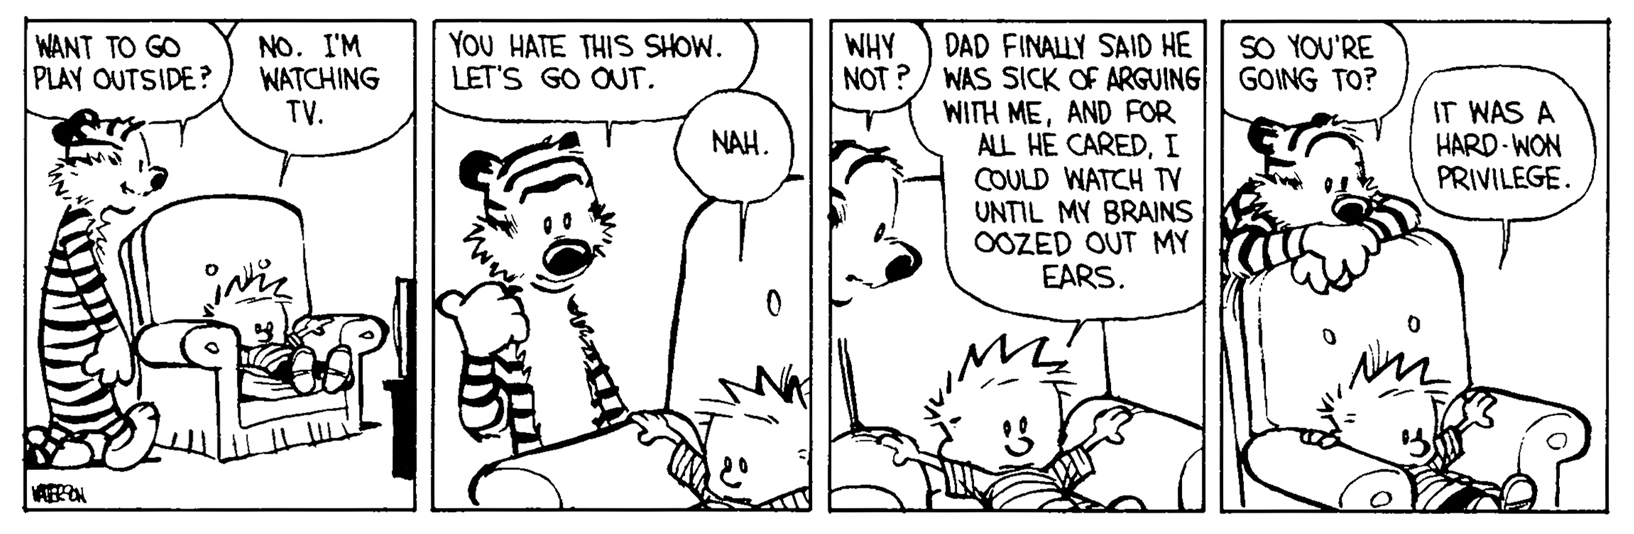 WANT TO GO
PLAY OUTSIDE?
NO. I'M
WATCHING
TV.
WATTERSON
YOU HATE THIS SHOW.
LET'S GO OUT.
NAH.
WHY
NOT?
DAD FINALLY SAID HE
WAS SICK OF ARGUING
WITH ME, AND FOR
ALL HE CARED, I
COULD WATCH TV
UNTIL MY BRAINS
OOZED OUT MY
EARS.
SO YOU'RE
GOING TO?
IT WAS A
HARD-WON
PRIVILEGE.